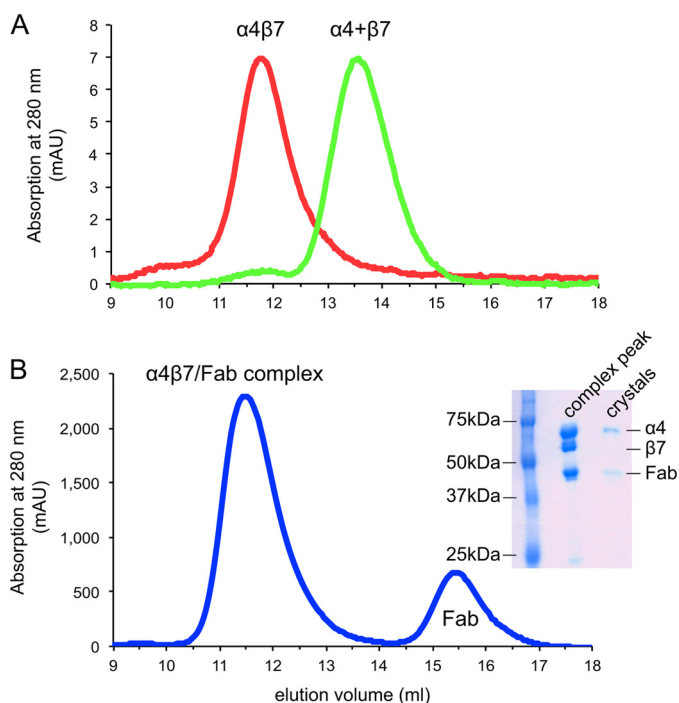 A
α4β7
α4+β7
Absorption at 280 nm
(mAU)
8
7
6
5
4
3
2
1
0
9 10 11 12 13 14 15 16 17 18
B
α4β7/Fab complex
Absorption at 280 nm
(mAU)
2,500
2,000
1,500
1,000
500
0
Fab
9 10 11 12 13 14 15 16 17 18
elution volume (ml)
complex peak
crystals
75kDa
50kDa
37kDa
25kDa
α4
β7
Fab